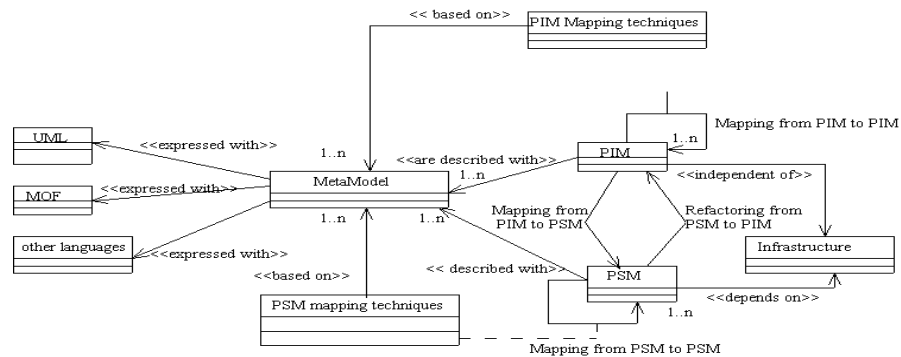 << based on>>
PIM Mapping techniques
Mapping from PIM to PIM
UML
<<expressed with>>
1..n
1..n
PIM
<<are described with>>
MetaModel
1..n
<<independent of>>
MOF
<<expressed with>>
1..n
1..n
Mapping from
PIM to PSM
Refactoring from
PSM to PIM
other languages
<<expressed with>>
Infrastructure
<<based on>>
<< described with>>
PSM
<<depends on>>
PSM mapping techniques
1..n
Mapping from PSM to PSM